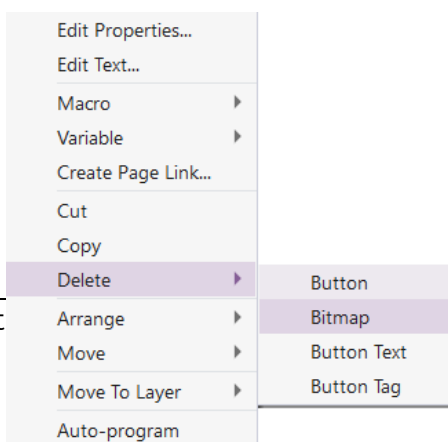 Edit Properties...
Edit Text...
Macro
Variable
Create Page Link...
Cut
Copy
Delete
Button
Arrange
Bitmap
Move
Button Text
Move To Layer
Button Tag
Auto-program